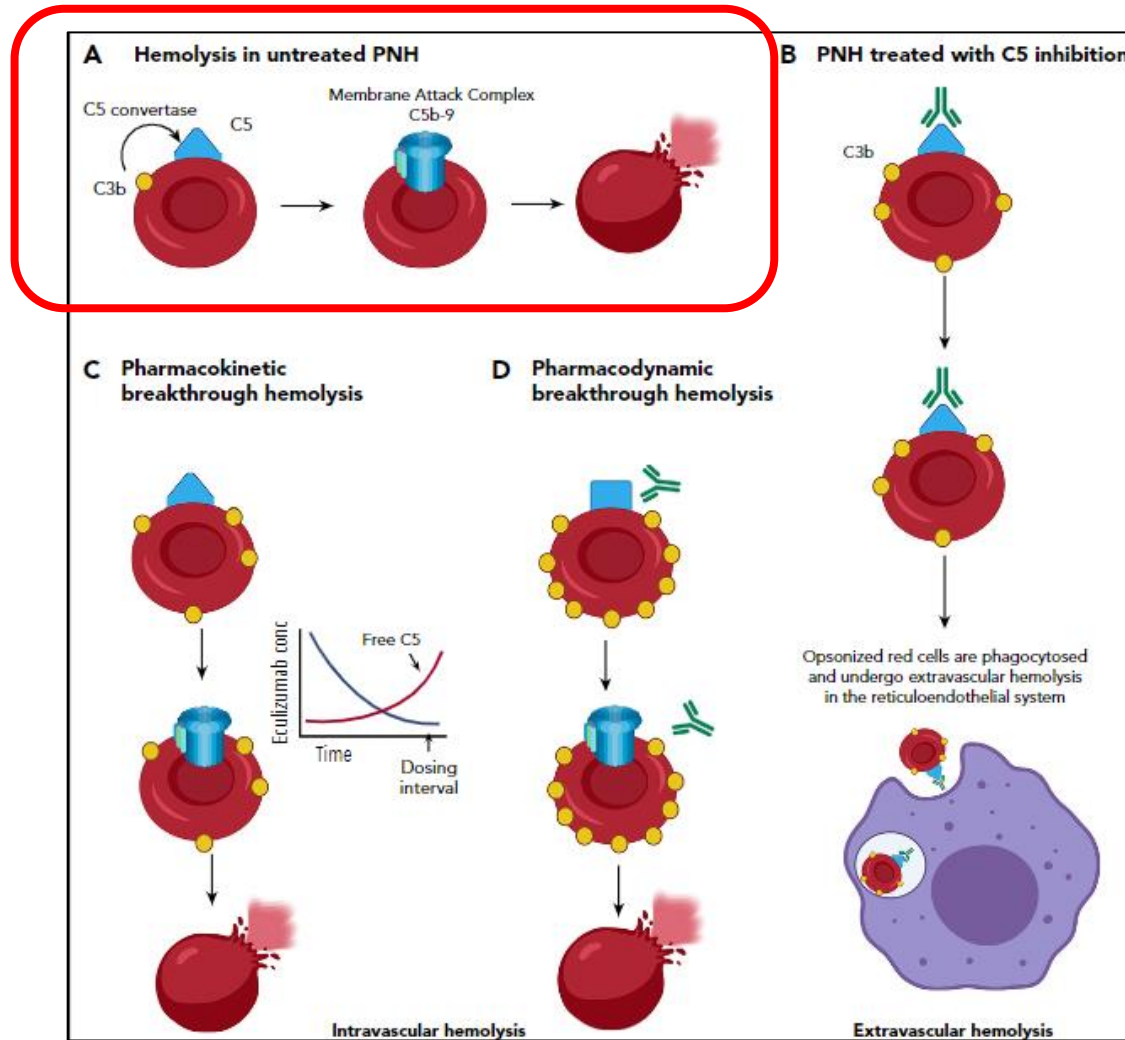 A Hemolysis in untreated PNH
C5 convertase
C5
C3b
Membrane Attack Complex
C5b-9
B PNH treated with C5 inhibition
C3b
C Pharmacokinetic
breakthrough hemolysis
D Pharmacodynamic
breakthrough hemolysis
Eculizumab conc
Free C5
Time
Dosing
interval
Opsonized red cells are phagocytosed
and undergo extravascular hemolysis
in the reticuloendothelial system
Intravascular hemolysis
Extravascular hemolysis